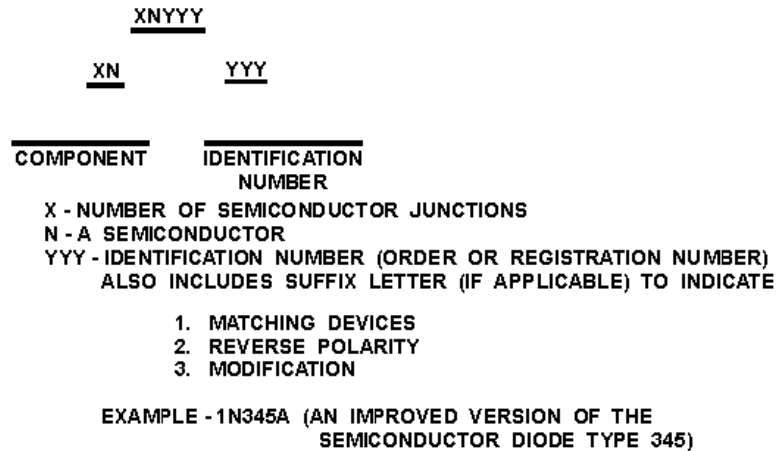 XNYYY
XN YYY
COMPONENT IDENTIFICATION
NUMBER
X - NUMBER OF SEMICONDUCTOR JUNCTIONS
N - A SEMICONDUCTOR
YYY - IDENTIFICATION NUMBER (ORDER OR REGISTRATION NUMBER)
ALSO INCLUDES SUFFIX LETTER (IF APPLICABLE) TO INDICATE
1. MATCHING DEVICES
2. REVERSE POLARITY
3. MODIFICATION
EXAMPLE - 1N345A (AN IMPROVED VERSION OF THE
SEMICONDUCTOR DIODE TYPE 345)